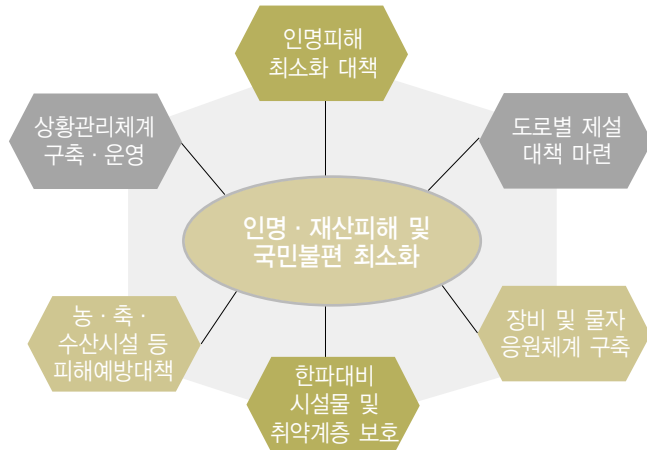 인명피해
최소화 대책
상황관리체계
구축 · 운영
도로별 제설
대책 마련
인명 · 재산피해 및
국민불편 최소화
농 · 축 ·
수산시설 등
피해예방대책
장비 및 물자
응원체계 구축
한파대비
시설물 및
취약계층 보호